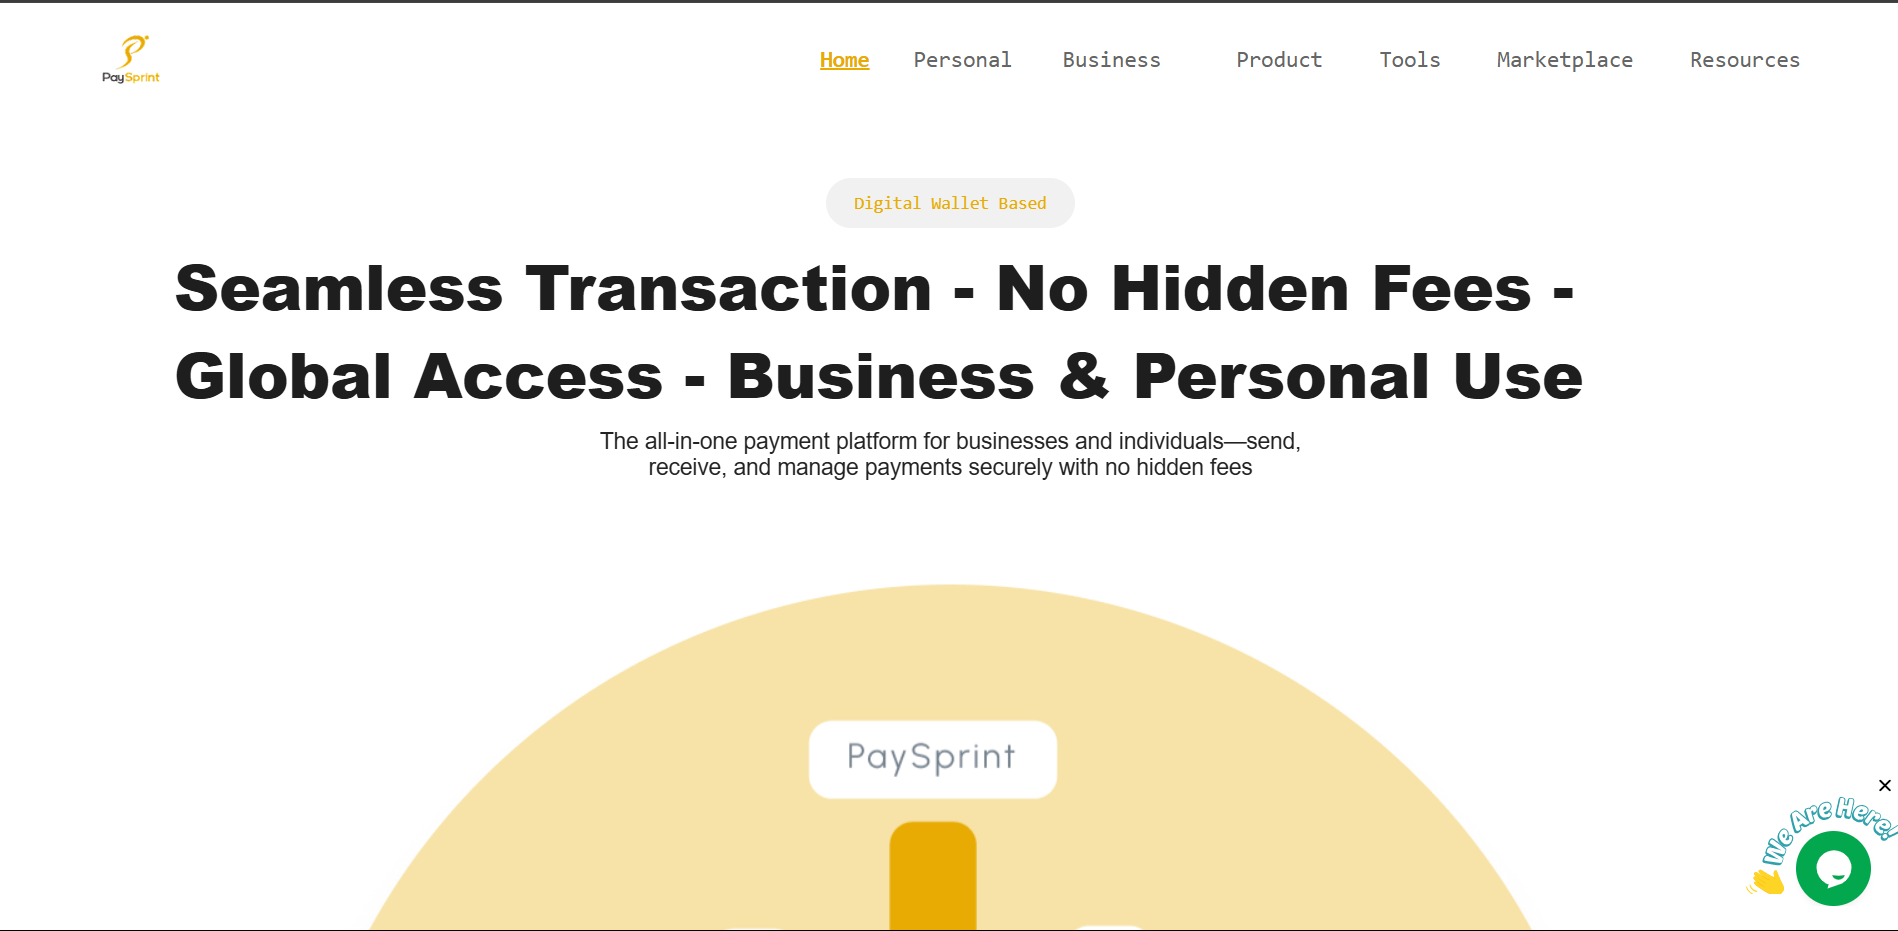 PaySprint
Home Personal Business Product Tools Marketplace Resources
Digital Wallet Based
Seamless Transaction - No Hidden Fees -
Global Access - Business & Personal Use
The all-in-one payment platform for businesses and individuals—send,
receive, and manage payments securely with no hidden fees
PaySprint
We Are Here!